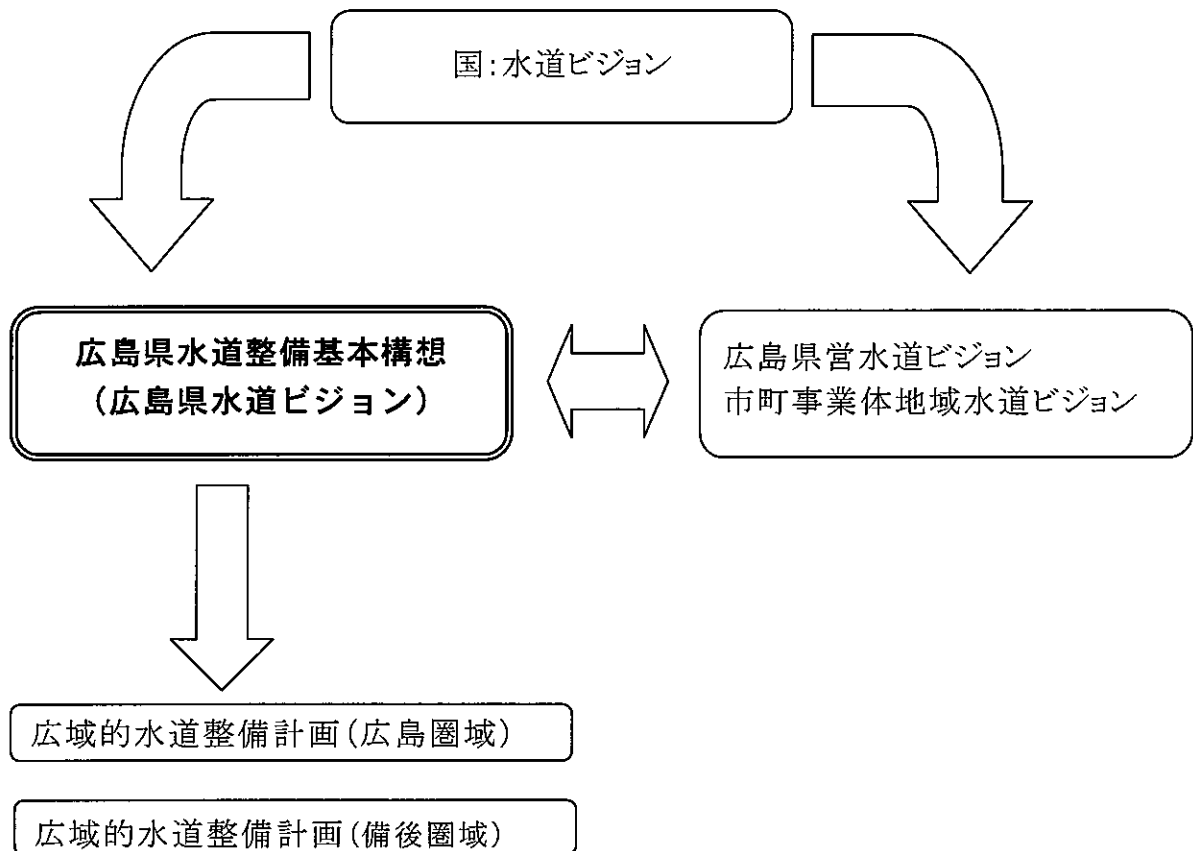 国:水道ビジョン
広島県水道整備基本構想
(広島県水道ビジョン)
広島県営水道ビジョン
市町事業体地域水道ビジョン
広域的水道整備計画(広島圏域)
広域的水道整備計画(備後圏域)